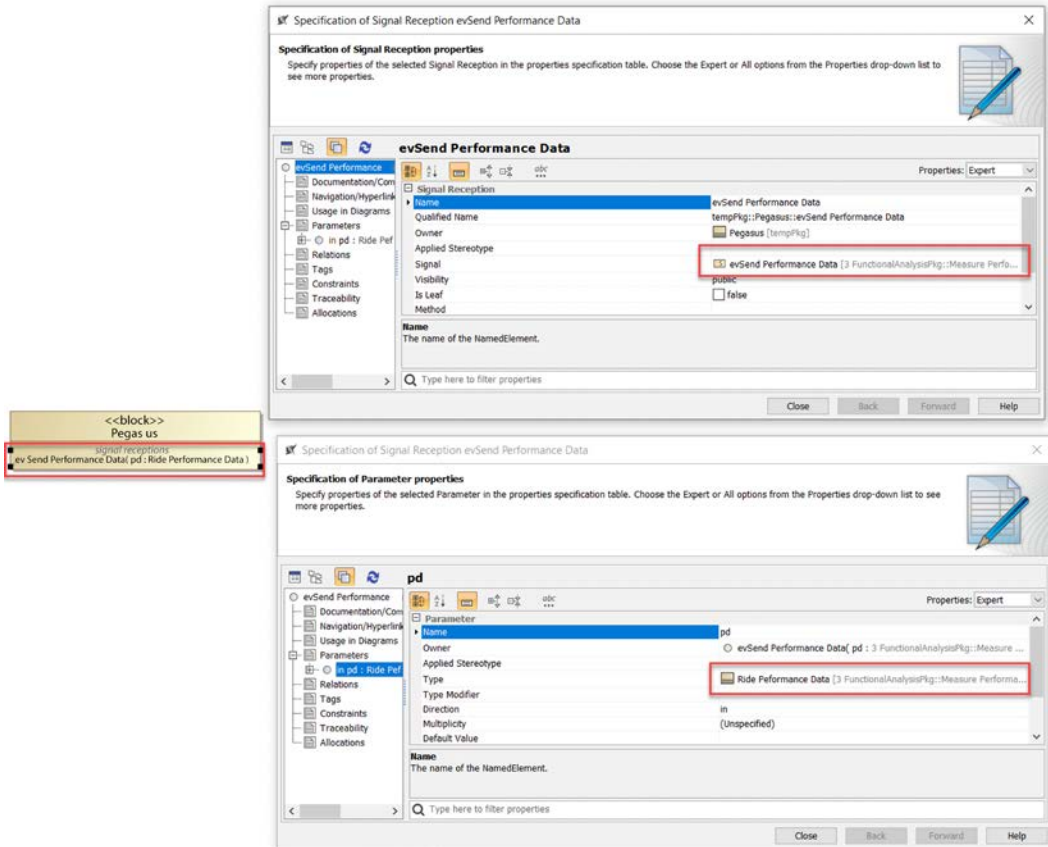 Specification of Signal Reception evSend Performance Data
Specification of Signal Reception properties
Specify properties of the selected Signal Reception in the properties specification table. Choose the Expert or All options from the Properties drop-down list to
see more properties.
evSend Performance Data
evSend Performance
Documentation/Com
Navigation/Hyperlink
Usage in Diagrams
Parameters
in pd : Ride Pef
Relations
Tags
Constraints
Traceability
Allocations
Properties: Expert
Signal Reception
Name evSend Performance Data
Qualified Name tempPkg::Pegasus::evSend Performance Data
Owner Pegasus [tempPkg]
Applied Stereotype
Signal evSend Performance Data [3 FunctionalAnalysisPkg::Measure Perfo...
Visibility public
Is Leaf false
Method
Name
The name of the NamedElement.
Type here to filter properties
Close Back Forward Help
<<block>>
Pegas us
signal receptions
ev Send Performance Data( pd : Ride Performance Data )
Specification of Signal Reception evSend Performance Data
Specification of Parameter properties
Specify properties of the selected Parameter in the properties specification table. Choose the Expert or All options from the Properties drop-down list to see
more properties.
pd
evSend Performance
Documentation/Com
Navigation/Hyperlink
Usage in Diagrams
Parameters
in pd : Ride Pef
Relations
Tags
Constraints
Traceability
Allocations
Properties: Expert
Parameter
Name pd
Owner evSend Performance Data( pd : 3 FunctionalAnalysisPkg::Measure ...
Applied Stereotype
Type Ride Peformance Data [3 FunctionalAnalysisPkg::Measure Performa...
Type Modifier
Direction in
Multiplicity (Unspecified)
Default Value
Name
The name of the NamedElement.
Type here to filter properties
Close Back Forward Help